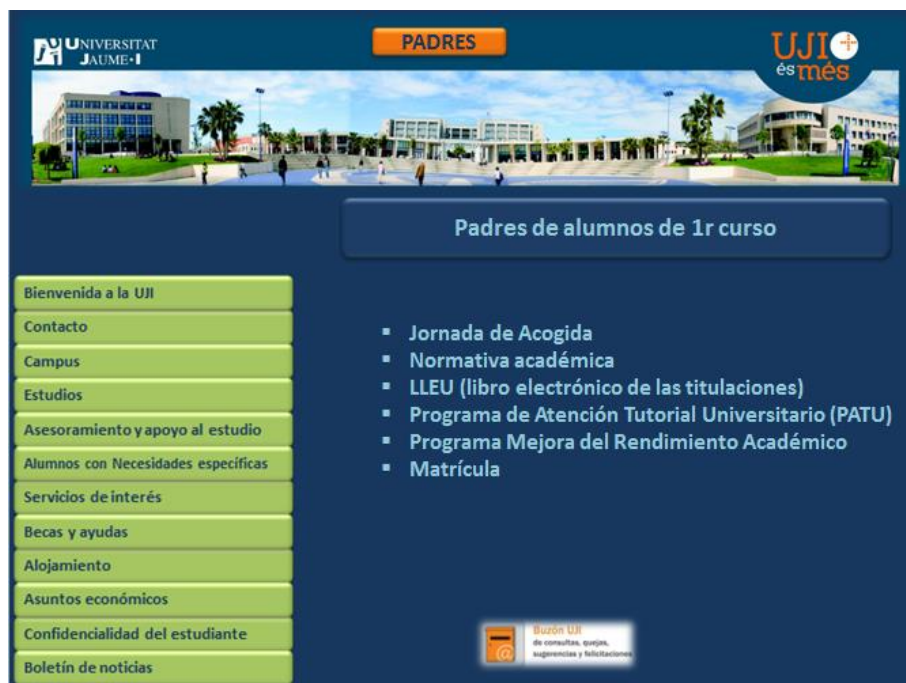 UNIVERSITAT
JAUME·I
PADRES
UJI+
és més
Padres de alumnos de 1r curso
Bienvenida a la UJI
Contacto
Campus
Estudios
Asesoramiento y apoyo al estudio
Alumnos con Necesidades específicas
Servicios de interés
Becas y ayudas
Alojamiento
Asuntos económicos
Confidencialidad del estudiante
Boletín de noticias
▪ Jornada de Acogida
▪ Normativa académica
▪ LLEU (libro electrónico de las titulaciones)
▪ Programa de Atención Tutorial Universitario (PATU)
▪ Programa Mejora del Rendimiento Académico
▪ Matrícula
Buzón UJI
de consultas, quejas,
sugerencias y felicitaciones